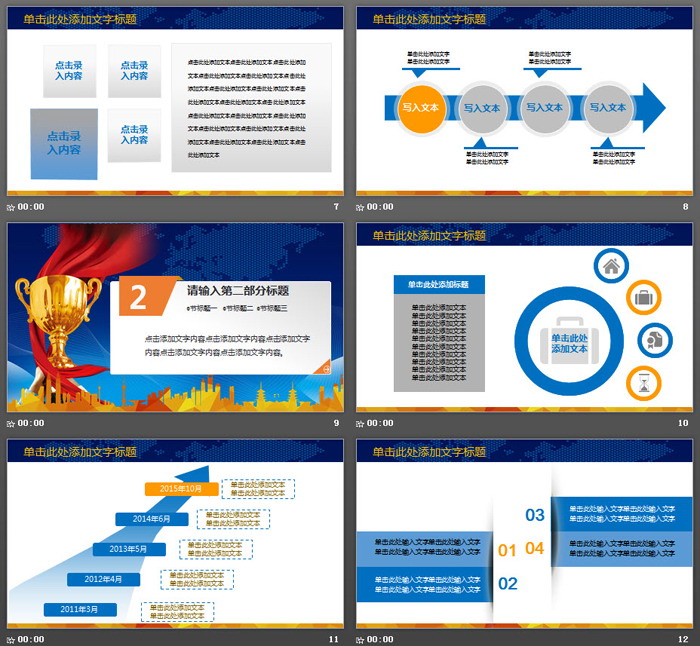 单击此处添加文字标题
点击录
入内容
点击录
入内容
点击录
入内容
点击录
入内容
点击此处添加文本点击此处添加文本点击此处添加
文本点击此处添加文本点击此处添加文本点击此处
添加文本点击此处添加文本点击此处添加文本点击
此处添加文本点击此处添加文本点击此处添加文本
点击此处添加文本点击此处添加文本点击此处添加
文本点击此处添加文本点击此处添加文本点击此处
添加文本点击此处添加文本点击此处添加文本点击
此处添加文本
00:00
7
单击此处添加文字标题
单击此处添加文字
单击此处添加文字
单击此处添加文字
单击此处添加文字
写入文本
写入文本
写入文本
写入文本
单击此处添加文字
单击此处添加文字
单击此处添加文字
单击此处添加文字
00:00
8
2
请输入第二部分标题
节标题一 节标题二 节标题三
点击添加文字内容点击添加文字内容点击添加文字
内容点击添加文字内容点击添加文字内容。
00:00
9
单击此处添加文字标题
单击此处添加标题
单击此处添加文本
单击此处添加文本
单击此处添加文本
单击此处添加文本
单击此处添加文本
单击此处添加文本
单击此处添加文本
单击此处添加文本
单击此处添加文本
单击此处添加文本
单击此处
添加文本
00:00
10
单击此处添加文字标题
2015年10月
单击此处添加文本
单击此处添加文本
2014年6月
单击此处添加文本
单击此处添加文本
2013年5月
单击此处添加文本
单击此处添加文本
2012年4月
单击此处添加文本
单击此处添加文本
2011年3月
单击此处添加文本
单击此处添加文本
00:00
11
单击此处添加文字标题
03
单击此处输入文字单击此处输入文字
单击此处输入文字单击此处输入文字
单击此处输入文字单击此处输入文字
单击此处输入文字单击此处输入文字
01
04
单击此处输入文字单击此处输入文字
单击此处输入文字单击此处输入文字
单击此处输入文字单击此处输入文字
单击此处输入文字单击此处输入文字
02
00:00
12